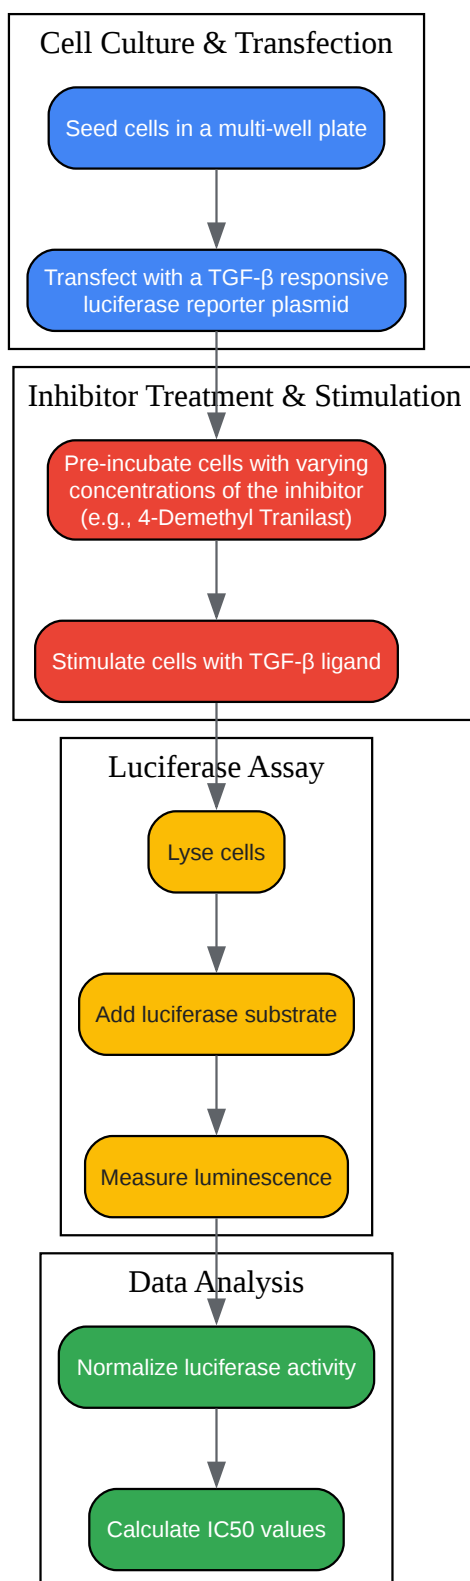 Cell Culture & Transfection
Seed cells in a multi-well plate
Transfect with a TGF-β responsive
luciferase reporter plasmid
Inhibitor Treatment & Stimulation
Pre-incubate cells with varying
concentrations of the inhibitor
(e.g., 4-Demethyl Tranilast)
Stimulate cells with TGF-β ligand
Luciferase Assay
Lyse cells
Add luciferase substrate
Measure luminescence
Data Analysis
Normalize luciferase activity
Calculate IC50 values